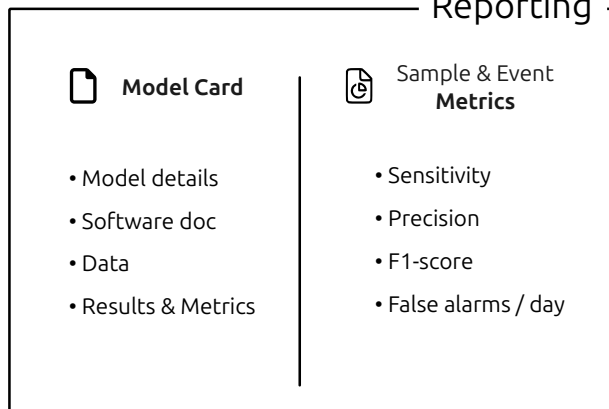 Reporting
Model Card
• Model details
• Software doc
• Data
• Results & Metrics
Sample & Event
Metrics
• Sensitivity
• Precision
• F1-score
• False alarms / day